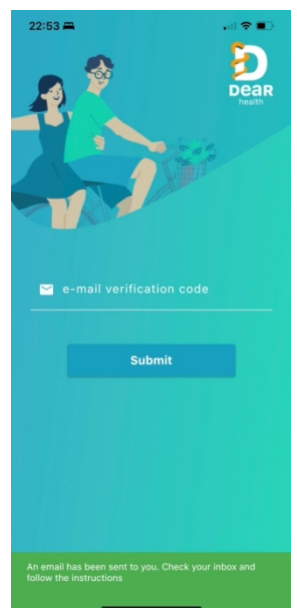 22:53
DeaR
health
e-mail verification code
Submit
An email has been sent to you. Check your inbox and
follow the instructions